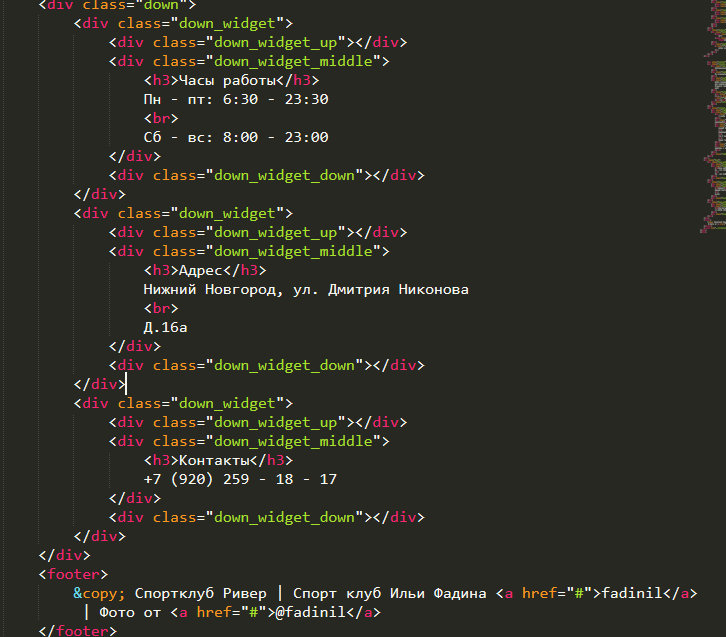 <div class="down">
<div class="down_widget">
<div class="down_widget_up"></div>
<div class="down_widget_middle">
<h3>Часы работы</h3>
Пн - пт: 6:30 - 23:30
<br>
Сб - вс: 8:00 - 23:00
</div>
<div class="down_widget_down"></div>
</div>
<div class="down_widget">
<div class="down_widget_up"></div>
<div class="down_widget_middle">
<h3>Адрес</h3>
Нижний Новгород, ул. Дмитрия Никонова
<br>
Д.16а
</div>
<div class="down_widget_down"></div>
</div>
<div class="down_widget">
<div class="down_widget_up"></div>
<div class="down_widget_middle">
<h3>Контакты</h3>
+7 (920) 259 - 18 - 17
</div>
<div class="down_widget_down"></div>
</div>
</div>
<footer>
&copy; Спортклуб Ривер | Спорт клуб Ильи Фадина <a href="#">fadinil</a>
| Фото от <a href="#">@fadinil</a>
</footer>